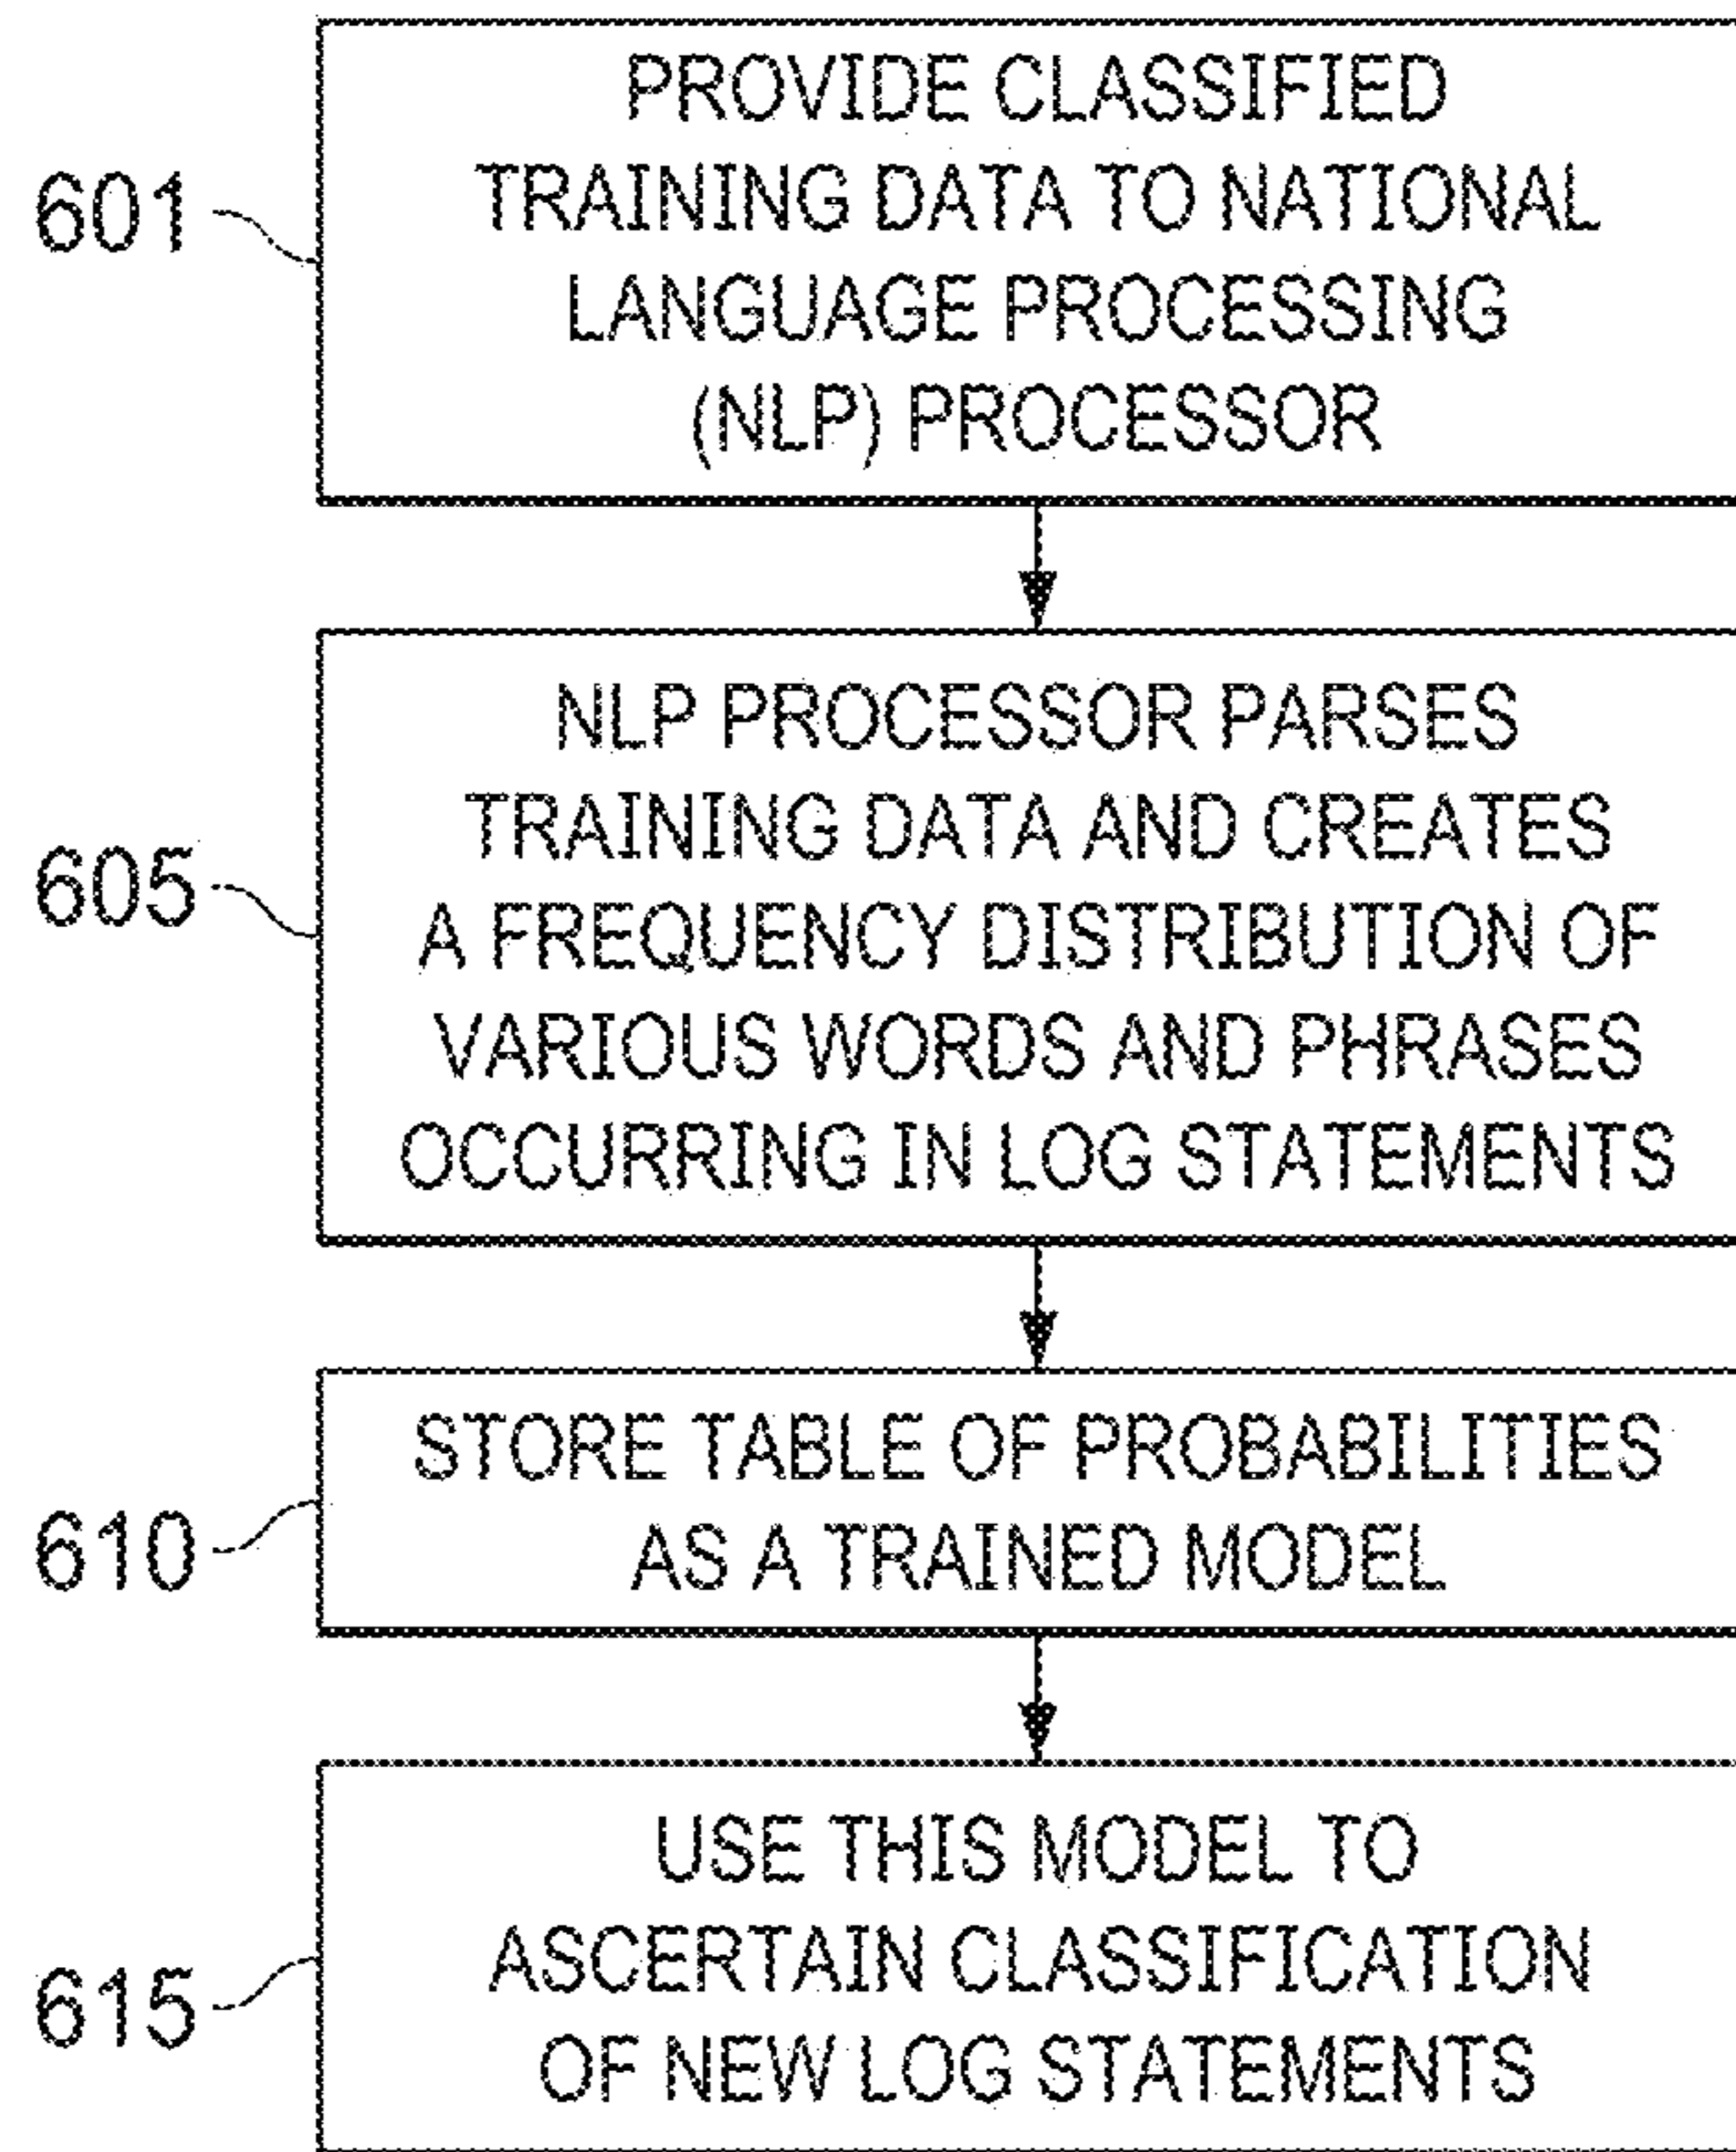 PROVIDE CLASSIFIED
TRAINING DATA TO NATIONAL
LANGUAGE PROCESSING
(NLP) PROCESSOR
601
NLP PROCESSOR PARSES
TRAINING DATA AND CREATES
A FREQUENCY DISTRIBUTION OF
VARIOUS WORDS AND PHRASES
OCCURRING IN LOG STATEMENTS
605
STORE TABLE OF PROBABILITIES
AS A TRAINED MODEL
610
USE THIS MODEL TO
ASCERTAIN CLASSIFICATION
OF NEW LOG STATEMENTS
615